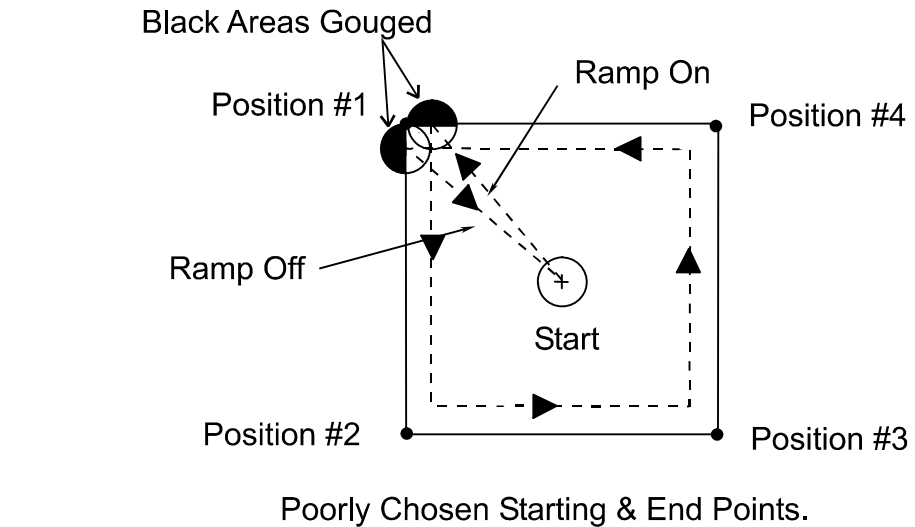 Black Areas Gouged
Ramp On
Position #1
Position #4
Ramp Off
Start
Position #2
Position #3
Poorly Chosen Starting & End Points.